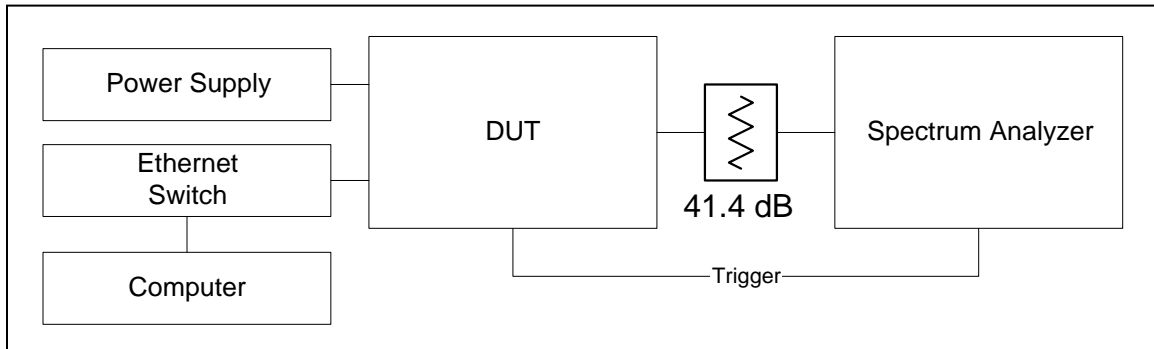 Power Supply
Ethernet
Switch
Computer
DUT
41.4 dB
Spectrum Analyzer
Trigger